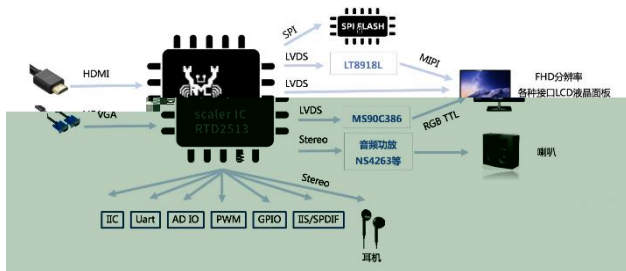 SPI
SPI FLASH
HDMI
LVDS
LT8918L
MIPI
LVDS
FHD分辨率
各种接口LCD液晶面板
VGA
scaler IC
RTD2513
LVDS
MS90C386
RGB TTL
Stereo
音频功放
NS4263等
喇叭
Stereo
IIC
Uart
AD IO
PWM
GPIO
IIS/SPDIF
耳机